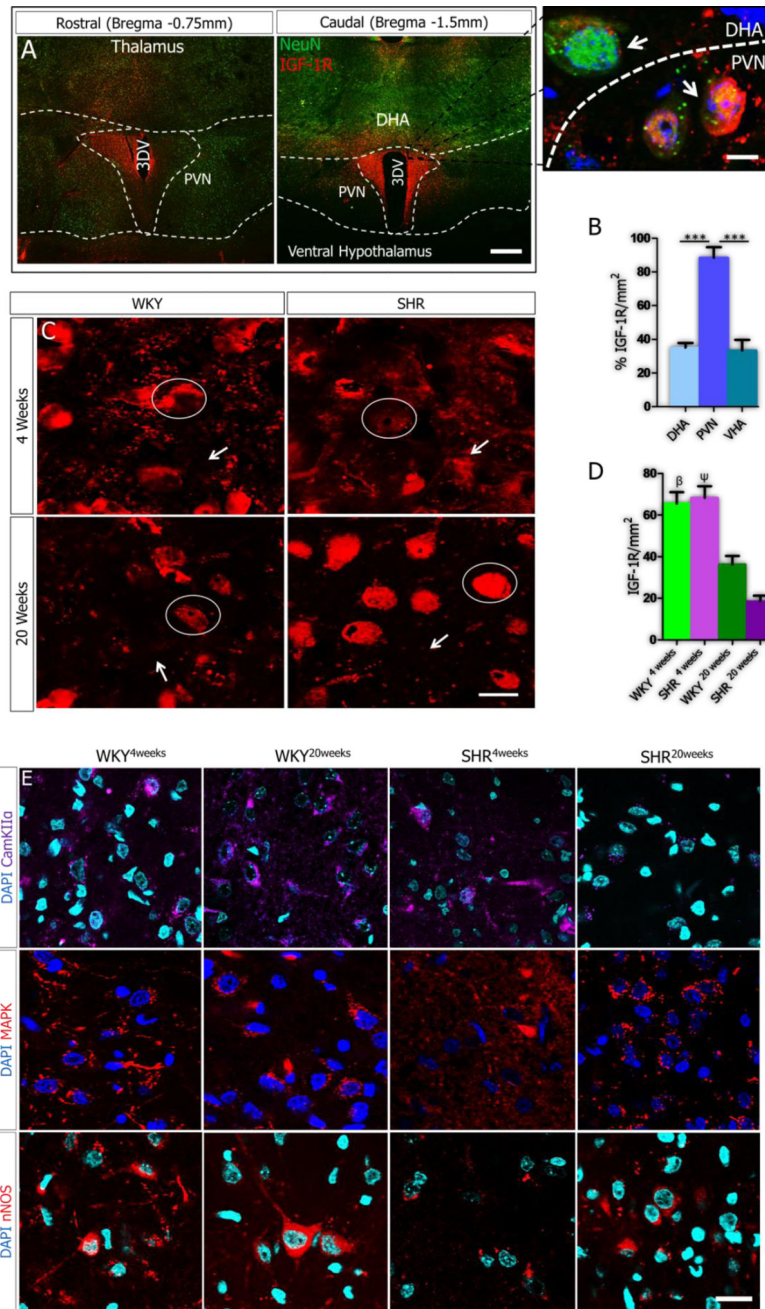 Rostral (Bregma -0.75mm)
Caudal (Bregma -1.5mm)
A
Thalamus
3DV
PVN
NeuN
IGF-1R
DHA
3DV
PVN
Ventral Hypothalamus
DHA
PVN
B
% IGF-1R/mm²
100
80
60
40
20
0
*** ***
DHA
PVN
VHA
WKY
SHR
C
4 Weeks
20 Weeks
D
IGF-1R/mm²
80
60
40
20
0
β
ψ
WKY 4 weeks
SHR 4 weeks
WKY 20 weeks
SHR 20 weeks
WKY4weeks
WKY20weeks
SHR4weeks
SHR20weeks
E
DAPI CamKIIα
DAPI MAPK
DAPI nNOS